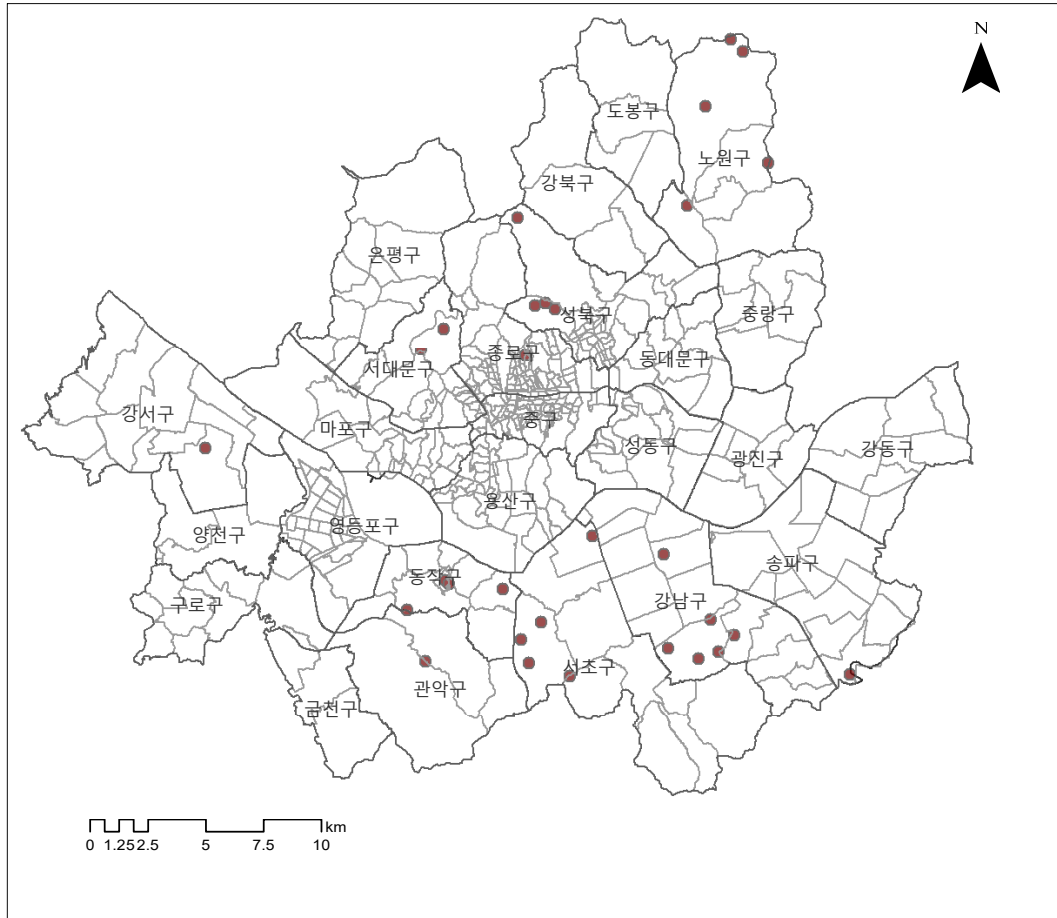 N
도봉구
노원구
강북구
은평구
성북구
중랑구
종로구
동대문구
서대문구
강서구
중구
마포구
성동구
강동구
광진구
용산구
영등포구
양천구
송파구
동작구
구로구
강남구
서초구
관악구
금천구
km
0 1.25 2.5 5 7.5 10